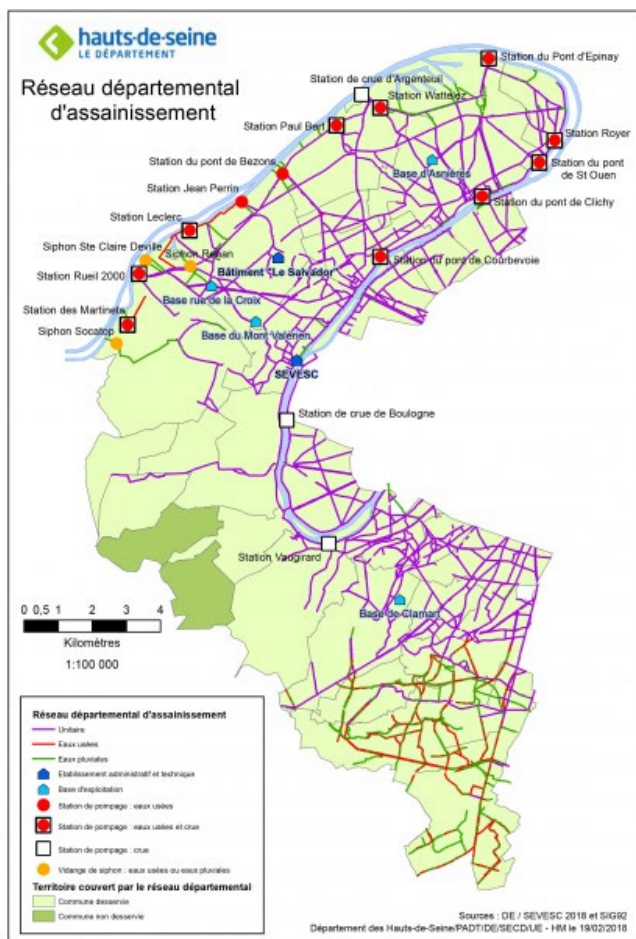 hauts-de-seine
LE DÉPARTEMENT
Réseau départemental
d'assainissement
Station du Pont d'Epinay
Station de crue d'Argenteuil
Station Wattelez
Station Paul Bert
Station Royer
Station du pont de Bezons
Base d'Asnières
Station du pont
de St Ouen
Station Jean Perrin
Station du pont de Clichy
Station Leclerc
Siphon Ste Claire Deville
Siphon Renan
Bâtiment "Le Salvador"
Station du pont de Courbevoie
Station Rueil 2000
Base rue de la Croix
Station des Martinets
Base du Mont Valérien
Siphon Socatop
SEVESC
Station de crue de Boulogne
Station Vaugirard
Base de Clamart
0 0,5 1 2 3 4
Kilomètres
1:100 000
Réseau départemental d'assainissement
Unitaire
Eaux usées
Eaux pluviales
Etablissement administratif et technique
Base d'exploitation
Station de pompage : eaux usées
Station de pompage : eaux usées et crue
Station de pompage : crue
Vidange de siphon : eaux usées ou eaux pluviales
Territoire couvert par le réseau départemental
Commune desservie
Commune non desservie
Sources : DE / SEVESC 2018 et SIG92
Département des Hauts-de-Seine/PADT/DE/SECD/UE - HM le 19/02/2018